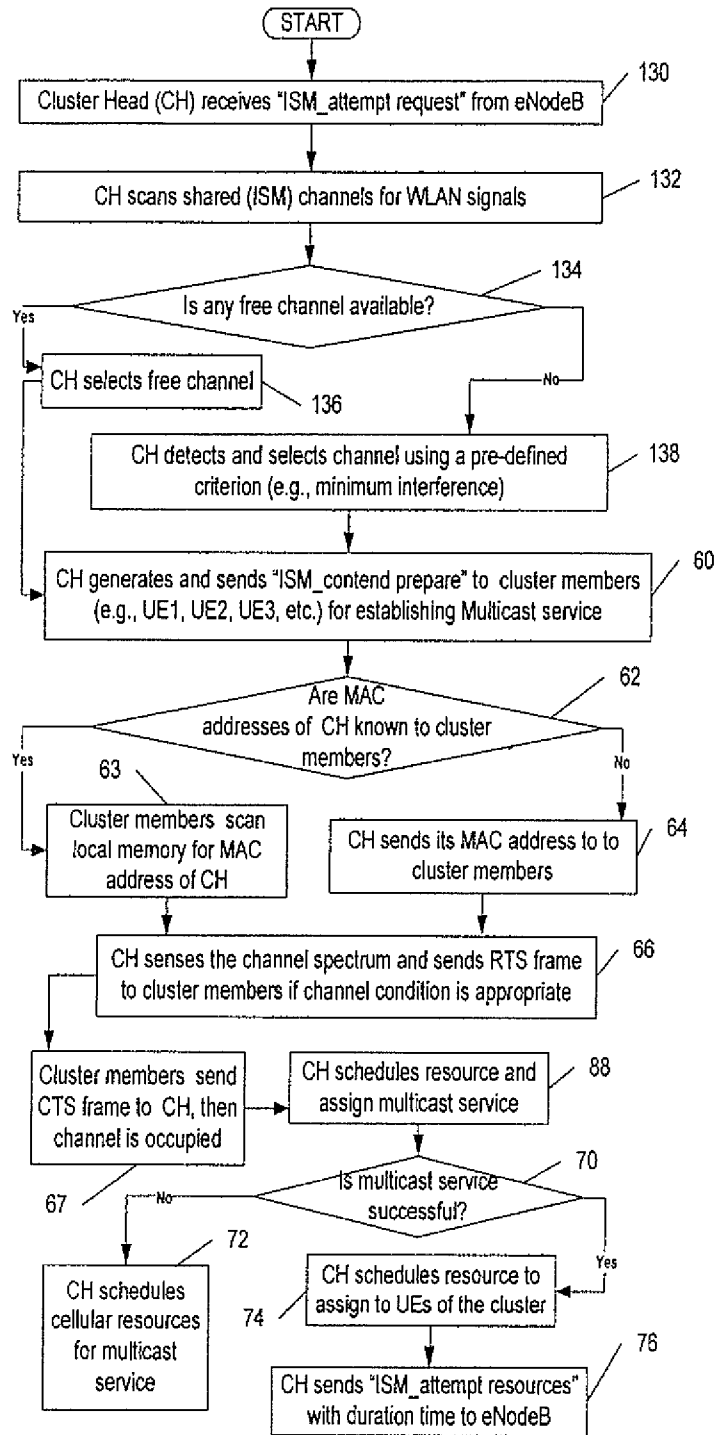 START
130
Cluster Head (CH) receives "ISM_attempt request" from eNodeB
132
CH scans shared (ISM) channels for WLAN signals
134
Is any free channel available?
Yes
No
CH selects free channel
136
CH detects and selects channel using a pre-defined
criterion (e.g., minimum interference)
138
60
CH generates and sends "ISM_contend prepare" to cluster members
(e.g., UE1, UE2, UE3, etc.) for establishing Multicast service
62
Are MAC
addresses of CH known to cluster
members?
Yes
No
63
Cluster members scan
local memory for MAC
address of CH
64
CH sends its MAC address to to
cluster members
66
CH senses the channel spectrum and sends RTS frame
to cluster members if channel condition is appropriate
Cluster members send
CTS frame to CH, then
channel is occupied
67
88
CH schedules resource and
assign multicast service
70
Is multicast service
successful?
No
Yes
72
CH schedules
cellular resources
for multicast
service
74
CH schedules resource to
assign to UEs of the cluster
76
CH sends "ISM_attempt resources"
with duration time to eNodeB